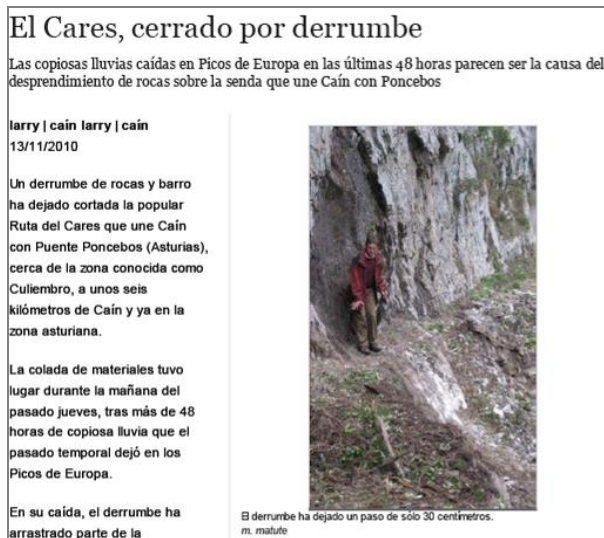 El Cares, cerrado por derrumbe
Las copiosas lluvias caídas en Picos de Europa en las últimas 48 horas parecen ser la causa del
desprendimiento de rocas sobre la senda que une Caín con Poncebos
larry | caín larry | caín
13/11/2010
Un derrumbe de rocas y barro
ha dejado cortada la popular
Ruta del Cares que une Caín
con Puente Poncebos (Asturias),
cerca de la zona conocida como
Culiembro, a unos seis
kilómetros de Caín y ya en la
zona asturiana.
La colada de materiales tuvo
lugar durante la mañana del
pasado jueves, tras más de 48
horas de copiosa lluvia que el
pasado temporal dejó en los
Picos de Europa.
En su caída, el derrumbe ha
arrastrado parte de la
El derrumbe ha dejado un paso de sólo 30 centímetros.
m. matute